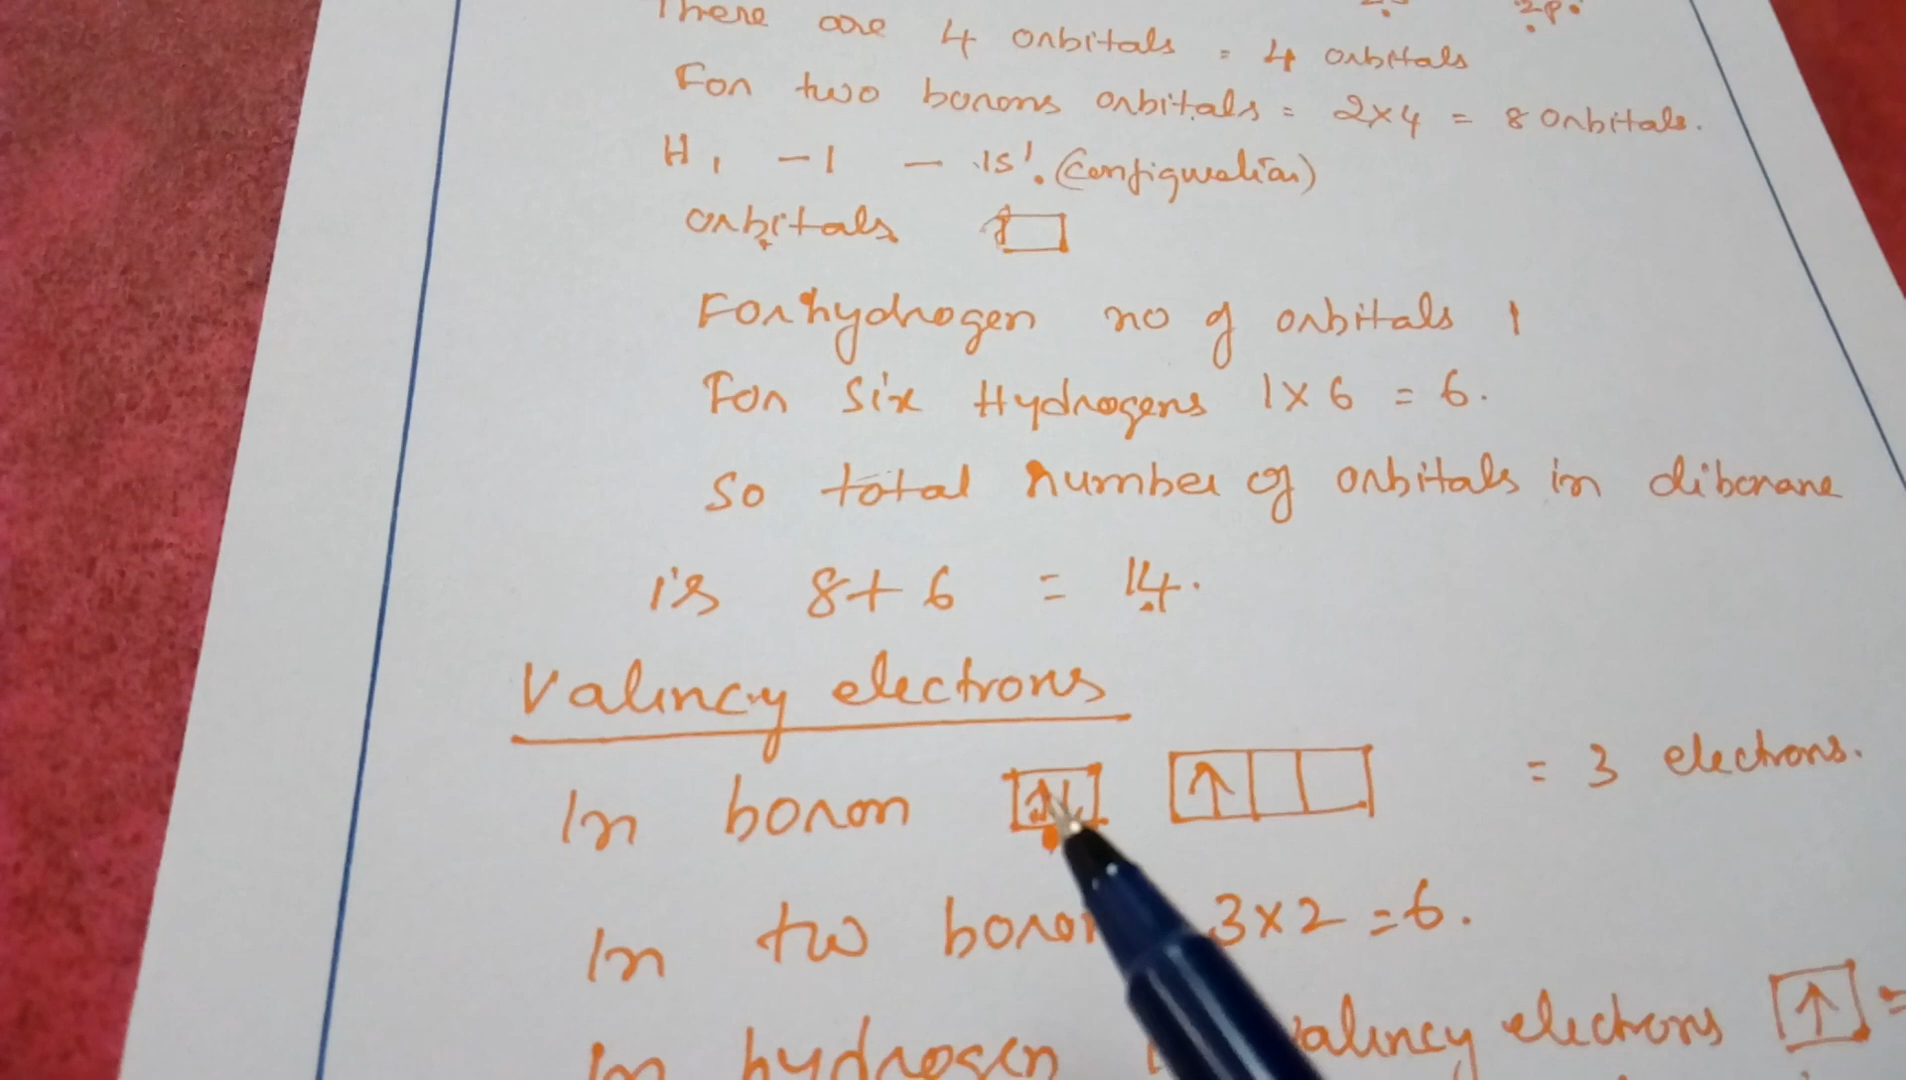 There are 4 orbitals = 4 orbitals
For two borons orbitals = 2×4 = 8 orbitals.
H, -1 - 1s¹. (Configuration)
orbitals
For hydrogen no of orbitals 1
For six Hydrogens 1×6 = 6.
So total number of orbitals in diborane
is 8+6 = 14.
Valency electrons
In boron ↑↓ ↑ = 3 electrons.
In two boron 3×2 =6.
In hydrogen valency electrons ↑ =